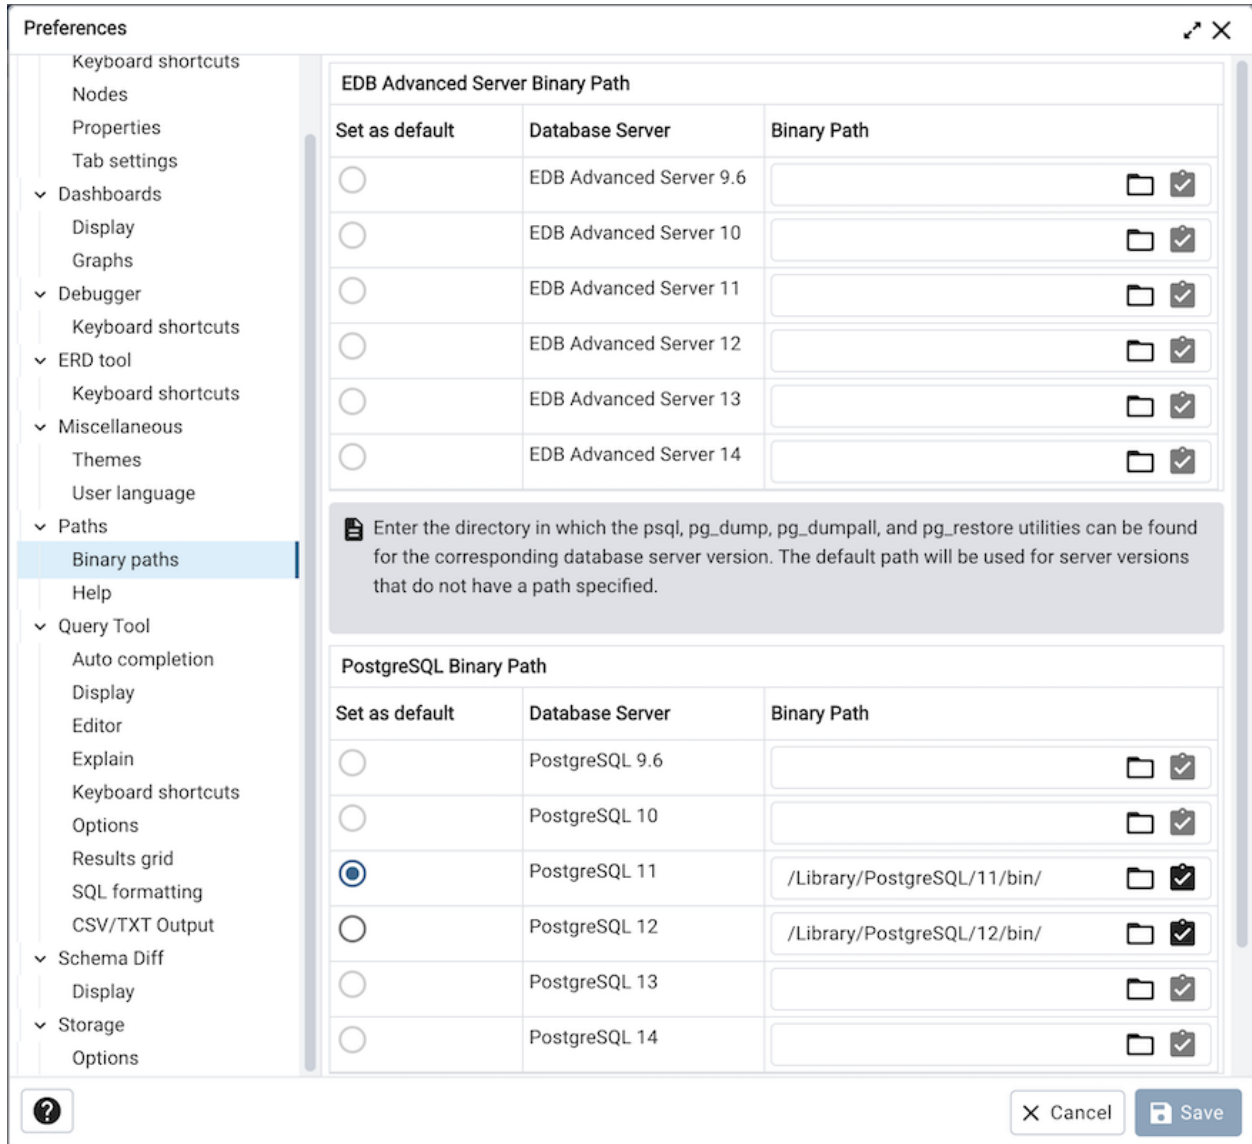 Preferences
Keyboard shortcuts
Nodes
Properties
Tab settings
Dashboards
Display
Graphs
Debugger
Keyboard shortcuts
ERD tool
Keyboard shortcuts
Miscellaneous
Themes
User language
Paths
Binary paths
Help
Query Tool
Auto completion
Display
Editor
Explain
Keyboard shortcuts
Options
Results grid
SQL formatting
CSV/TXT Output
Schema Diff
Display
Storage
Options
EDB Advanced Server Binary Path
Set as default Database Server Binary Path
EDB Advanced Server 9.6
EDB Advanced Server 10
EDB Advanced Server 11
EDB Advanced Server 12
EDB Advanced Server 13
EDB Advanced Server 14
Enter the directory in which the psql, pg_dump, pg_dumpall, and pg_restore utilities can be found
for the corresponding database server version. The default path will be used for server versions
that do not have a path specified.
PostgreSQL Binary Path
Set as default Database Server Binary Path
PostgreSQL 9.6
PostgreSQL 10
PostgreSQL 11 /Library/PostgreSQL/11/bin/
PostgreSQL 12 /Library/PostgreSQL/12/bin/
PostgreSQL 13
PostgreSQL 14
Cancel Save